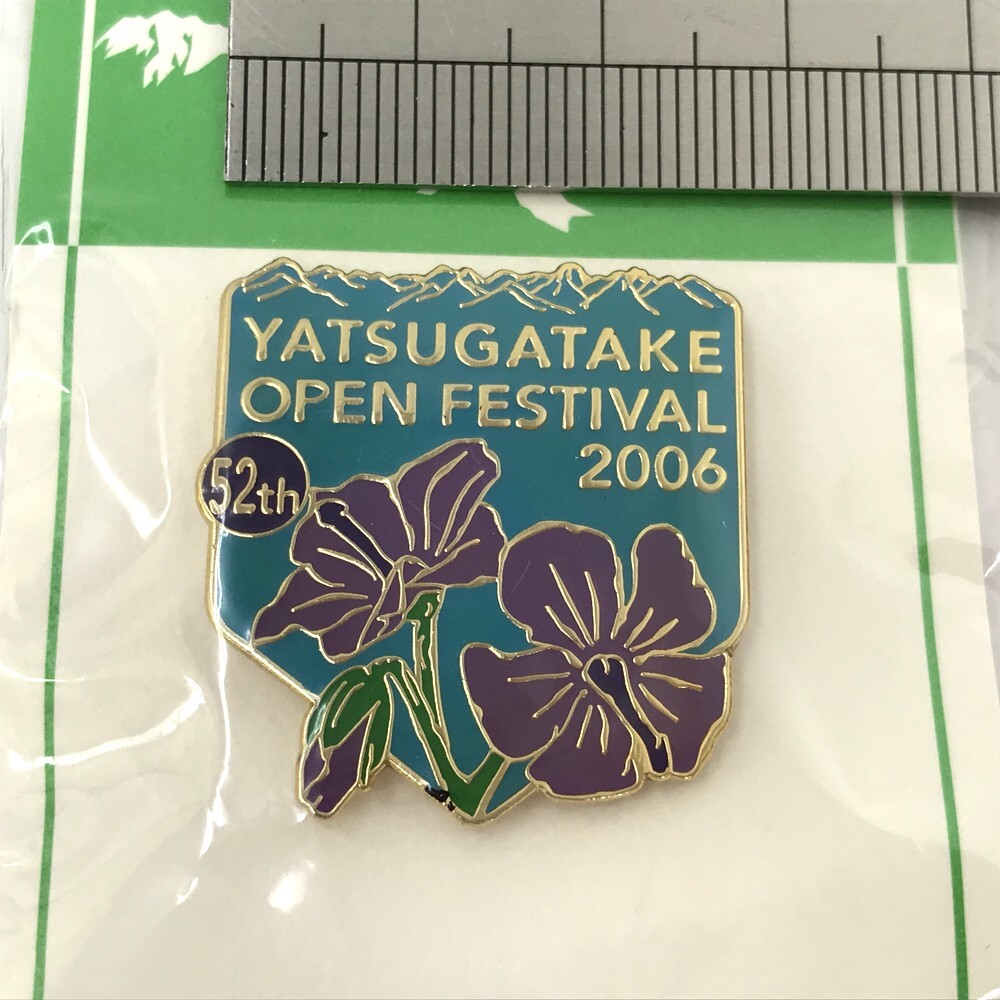 YATSUGATAKE
OPEN FESTIVAL
2006
52th